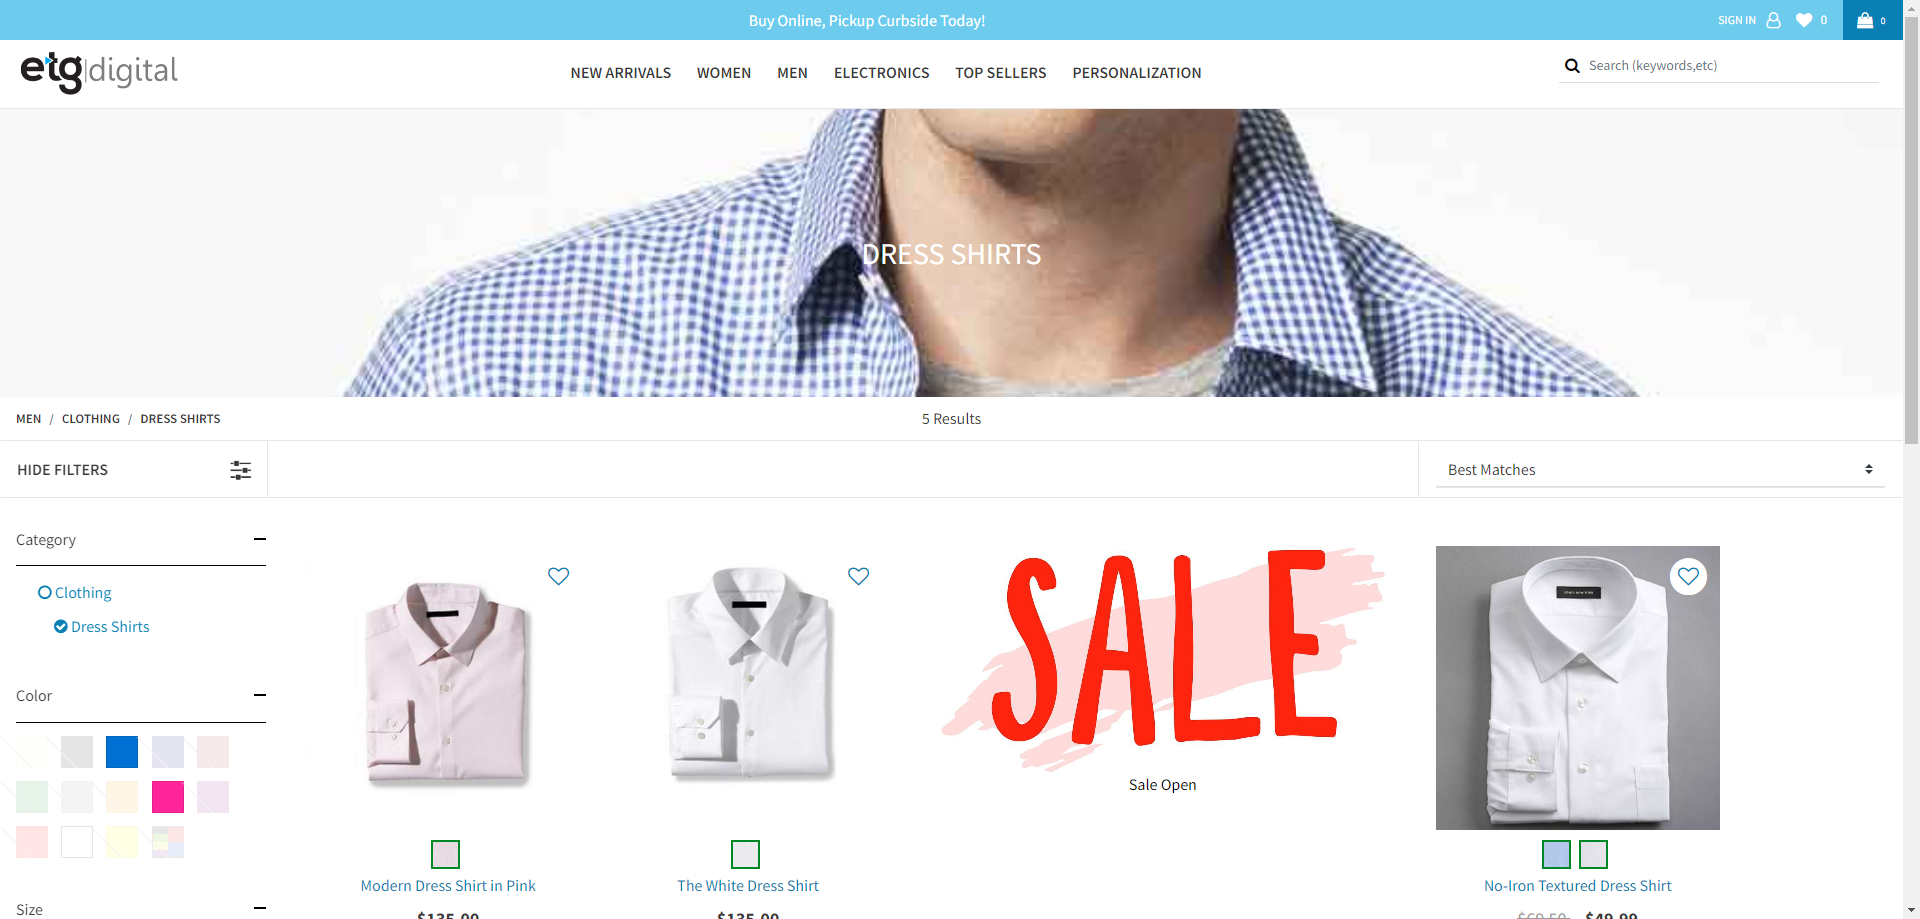 Buy Online, Pickup Curbside Today!
SIGN IN 0 0
etg|digital
NEW ARRIVALS WOMEN MEN ELECTRONICS TOP SELLERS PERSONALIZATION
Search (keywords,etc)
DRESS SHIRTS
MEN / CLOTHING / DRESS SHIRTS
5 Results
HIDE FILTERS
Best Matches
Category
Clothing
Dress Shirts
Color
Size
SALE
Sale Open
Modern Dress Shirt in Pink
$135.00
The White Dress Shirt
$135.00
No-Iron Textured Dress Shirt
$69.50 $49.99